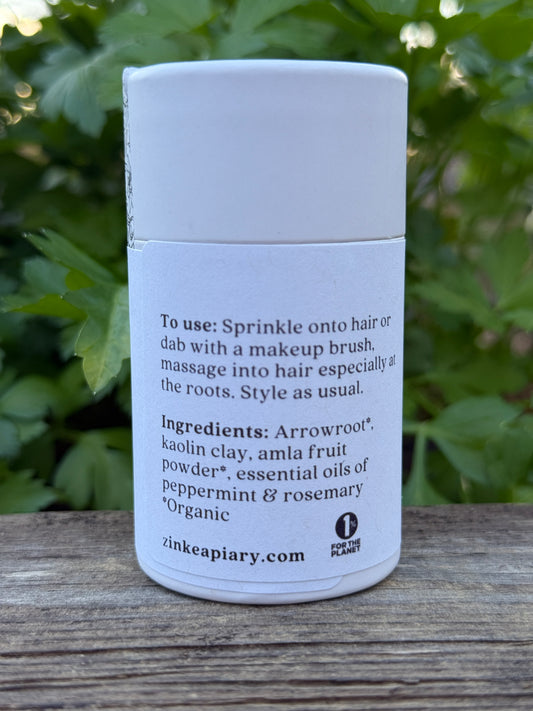 To use: Sprinkle onto hair or
dab with a makeup brush,
massage into hair especially at
the roots. Style as usual.
Ingredients: Arrowroot*,
kaolin clay, amla fruit
powder*, essential oils of
peppermint & rosemary
*Organic
1%
FOR THE
PLANET
zinkeapiary.com